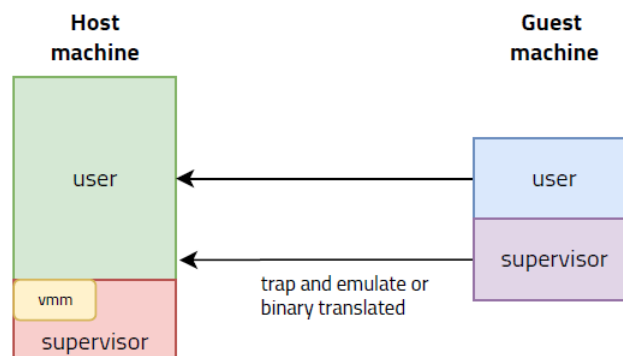 Host
machine
Guest
machine
user
user
supervisor
trap and emulate or
binary translated
vmm
supervisor